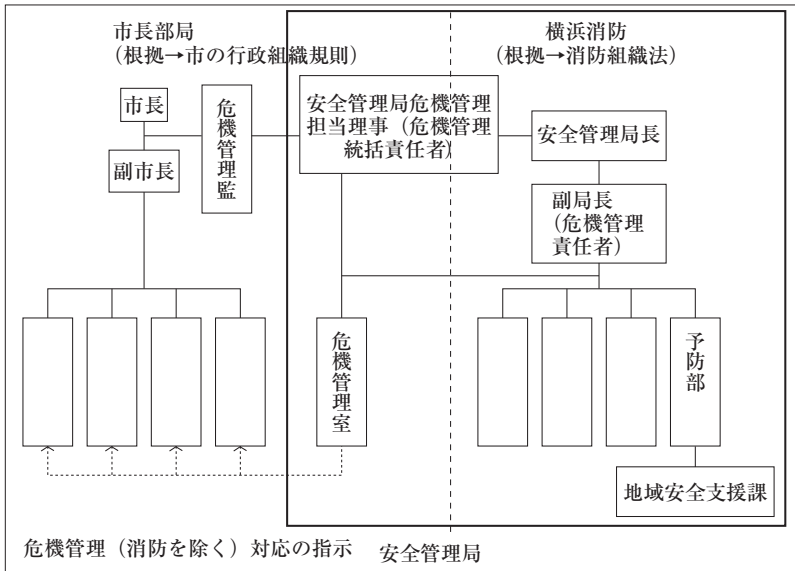 市長部局
（根拠→市の行政組織規則）
横浜消防
（根拠→消防組織法）
市長
副市長
危機管理監
安全管理局危機管理
担当理事（危機管理
統括責任者）
安全管理局長
副局長
（危機管理
責任者）
危機管理室
予防部
地域安全支援課
危機管理（消防を除く）対応の指示
安全管理局